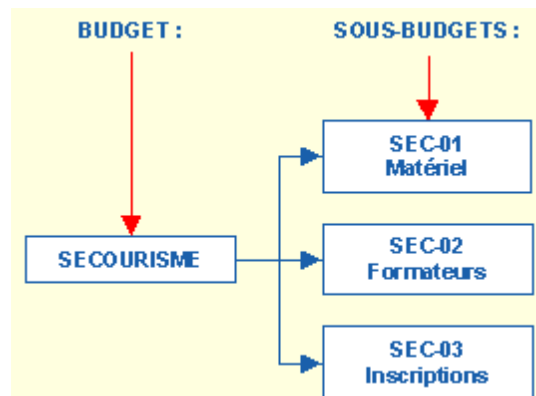 BUDGET :
SOUS-BUDGETS :
SEC-01
Matériel
SECOURISME
SEC-02
Formateurs
SEC-03
Inscriptions